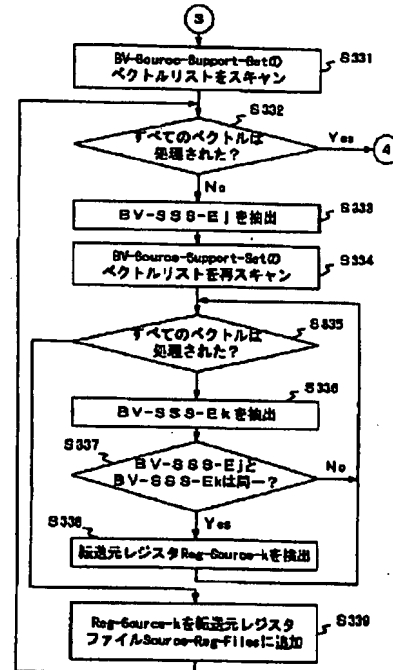 3
BV-Source-Support-Setの
ベクトルリストをスキャン
S331
S332
すべてのベクトルは
処理された？
Yes
4
No
BV-SSS-Ejを抽出
S333
BV-Source-Support-Setの
ベクトルリストを再スキャン
S334
すべてのベクトルは
処理された？
S335
BV-SSS-Ekを抽出
S336
S337
BV-SSS-Ejと
BV-SSS-Ekは同一？
No
Yes
S338
転送元レジスタReg-Source-kを検出
Reg-Source-kを転送元レジスタ
ファイルSource-Reg-Filesに追加
S339